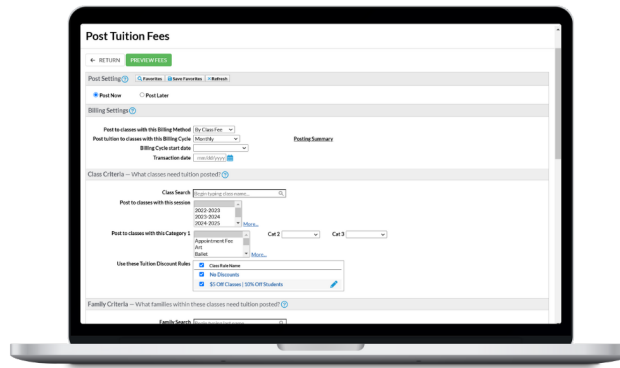 Post Tuition Fees
← RETURN PREVIEW FEES
Post Setting ? Favorites Save Favorites Refresh
Post Now Post Later
Billing Settings ?
Post to classes with this Billing Method By Class Fee
Post tuition to classes with this Billing Cycle Monthly Posting Summary
Billing Cycle start date
Transaction date mm/dd/yyyy
Class Criteria — What classes need tuition posted? ?
Class Search Begin typing class name...
Post to classes with this session
2022-2023
2023-2024
2024-2025 More...
Post to classes with this Category 1 Cat 2 Cat 3
Appointment Fee
Art
Ballet More...
Use these Tuition Discount Rules Class Rule Name
No Discounts
$5 Off Classes | 10% Off Students
Family Criteria — What families within these classes need tuition posted? ?
Family Search